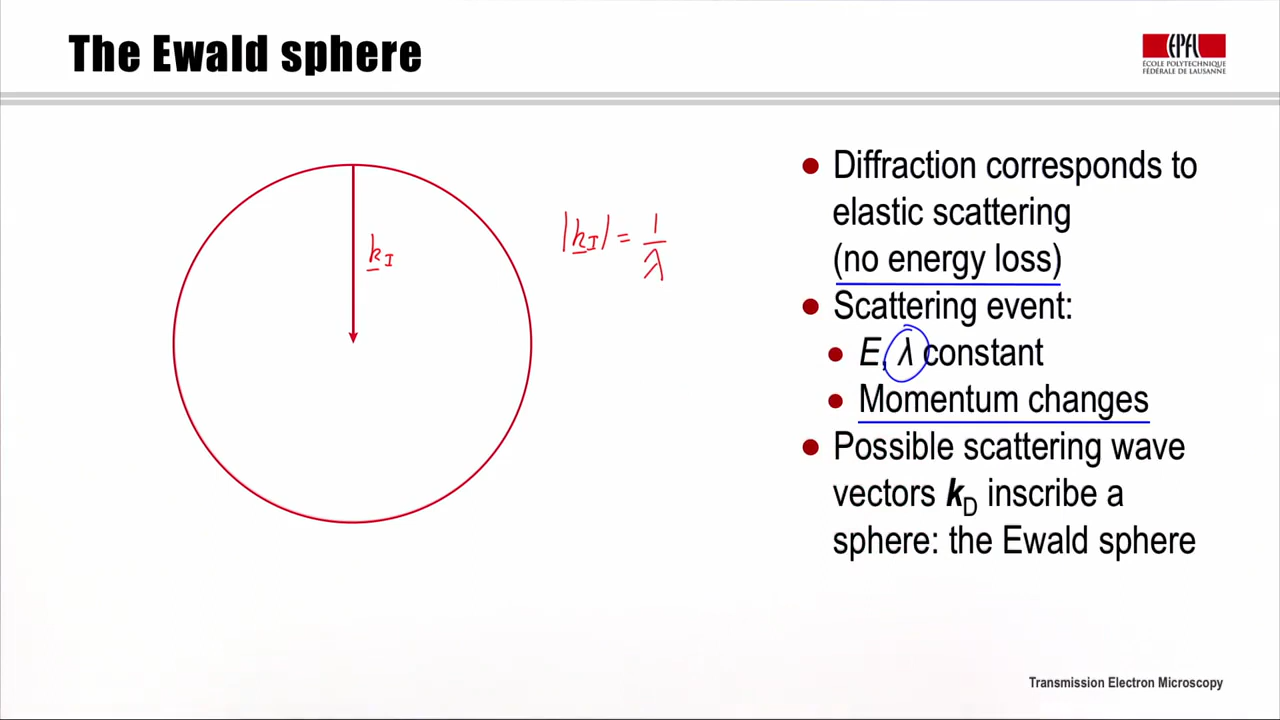 The Ewald sphere
EPFL
ÉCOLE POLYTECHNIQUE
FÉDÉRALE DE LAUSANNE
k_I
|k_I| = 1/λ
• Diffraction corresponds to
elastic scattering
(no energy loss)
• Scattering event:
• E, λ constant
• Momentum changes
• Possible scattering wave
vectors k_D inscribe a
sphere: the Ewald sphere
Transmission Electron Microscopy